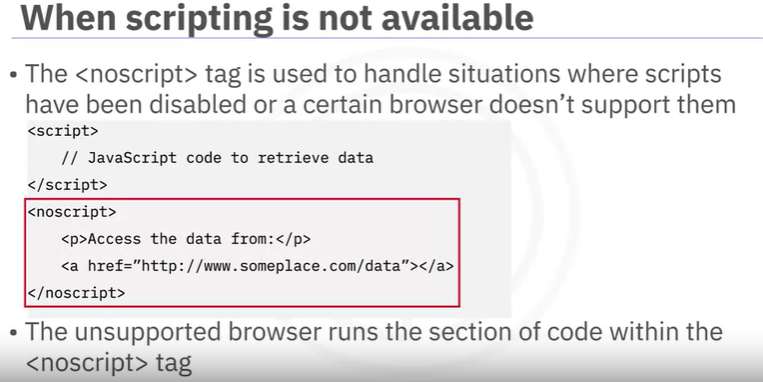 When scripting is not available
• The <noscript> tag is used to handle situations where scripts
have been disabled or a certain browser doesn’t support them
<script>
// JavaScript code to retrieve data
</script>
<noscript>
<p>Access the data from:</p>
<a href=”http://www.someplace.com/data”></a>
</noscript>
• The unsupported browser runs the section of code within the
<noscript> tag